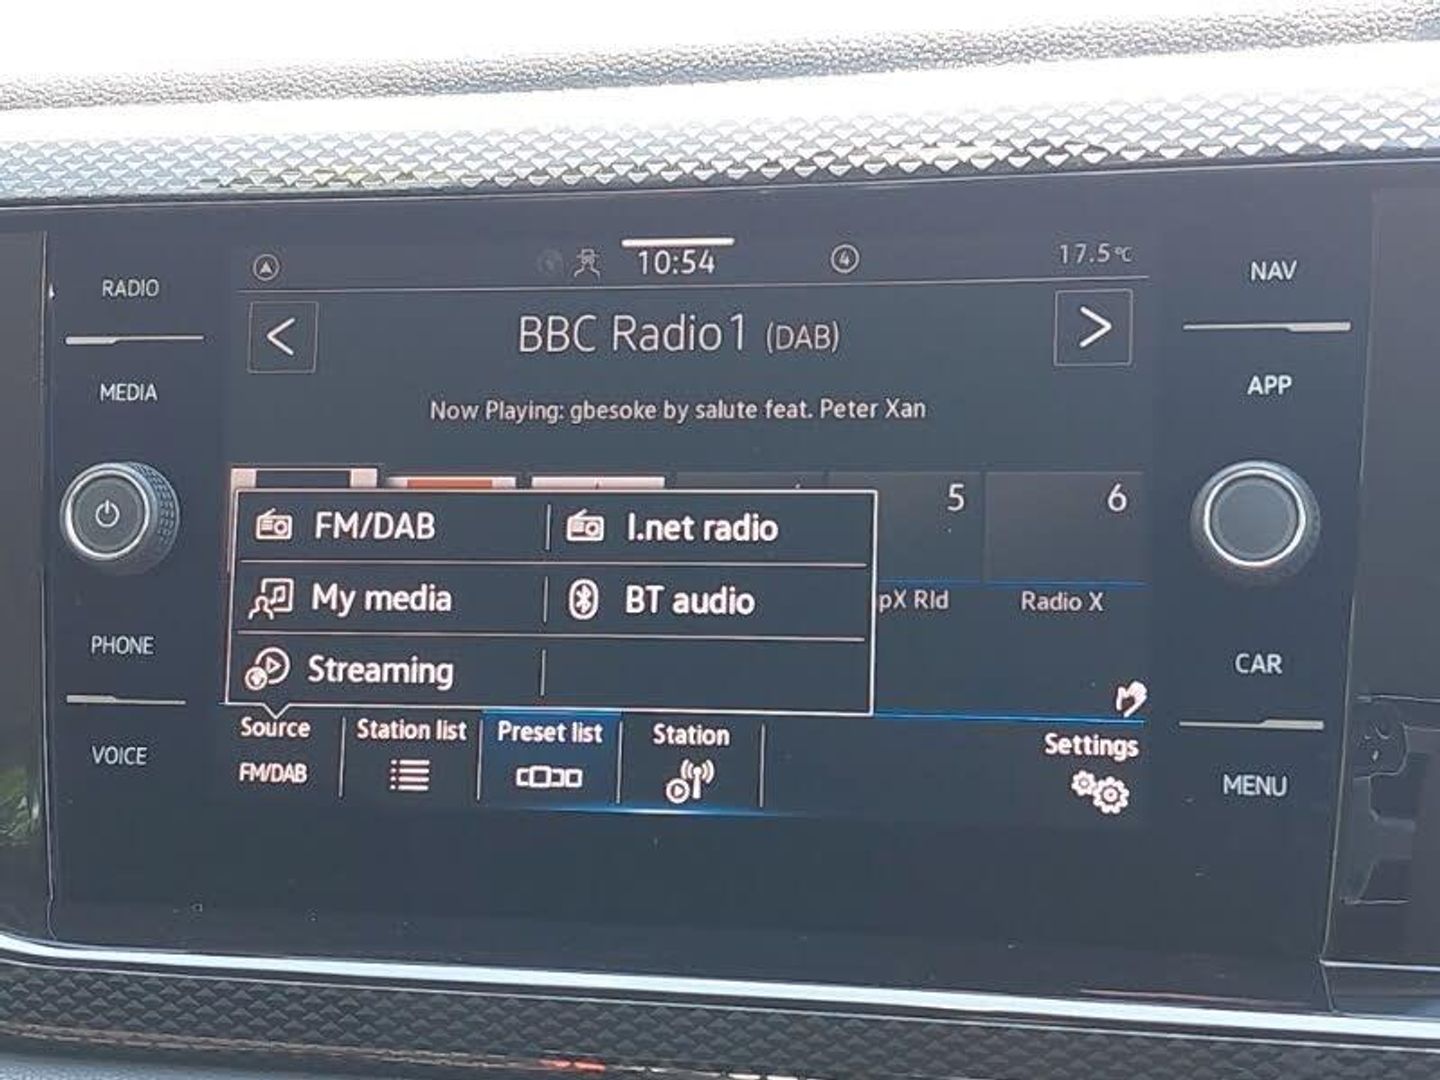 RADIO
MEDIA
PHONE
VOICE
10:54
4
17.5°C
BBC Radio1 (DAB)
Now Playing: gbesoke by salute feat. Peter Xan
5
6
pX Rld
Radio X
FM/DAB
I.net radio
My media
BT audio
Streaming
Source
FM/DAB
Station list
Preset list
Station
Settings
NAV
APP
CAR
MENU